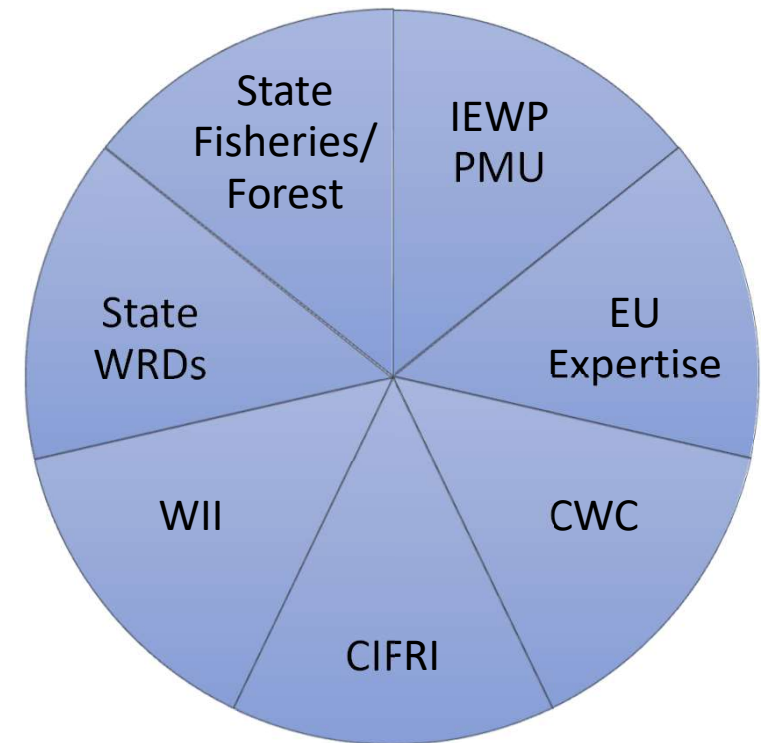 State
Fisheries/
Forest
IEWP
PMU
State
WRDs
EU
Expertise
WII
CWC
CIFRI